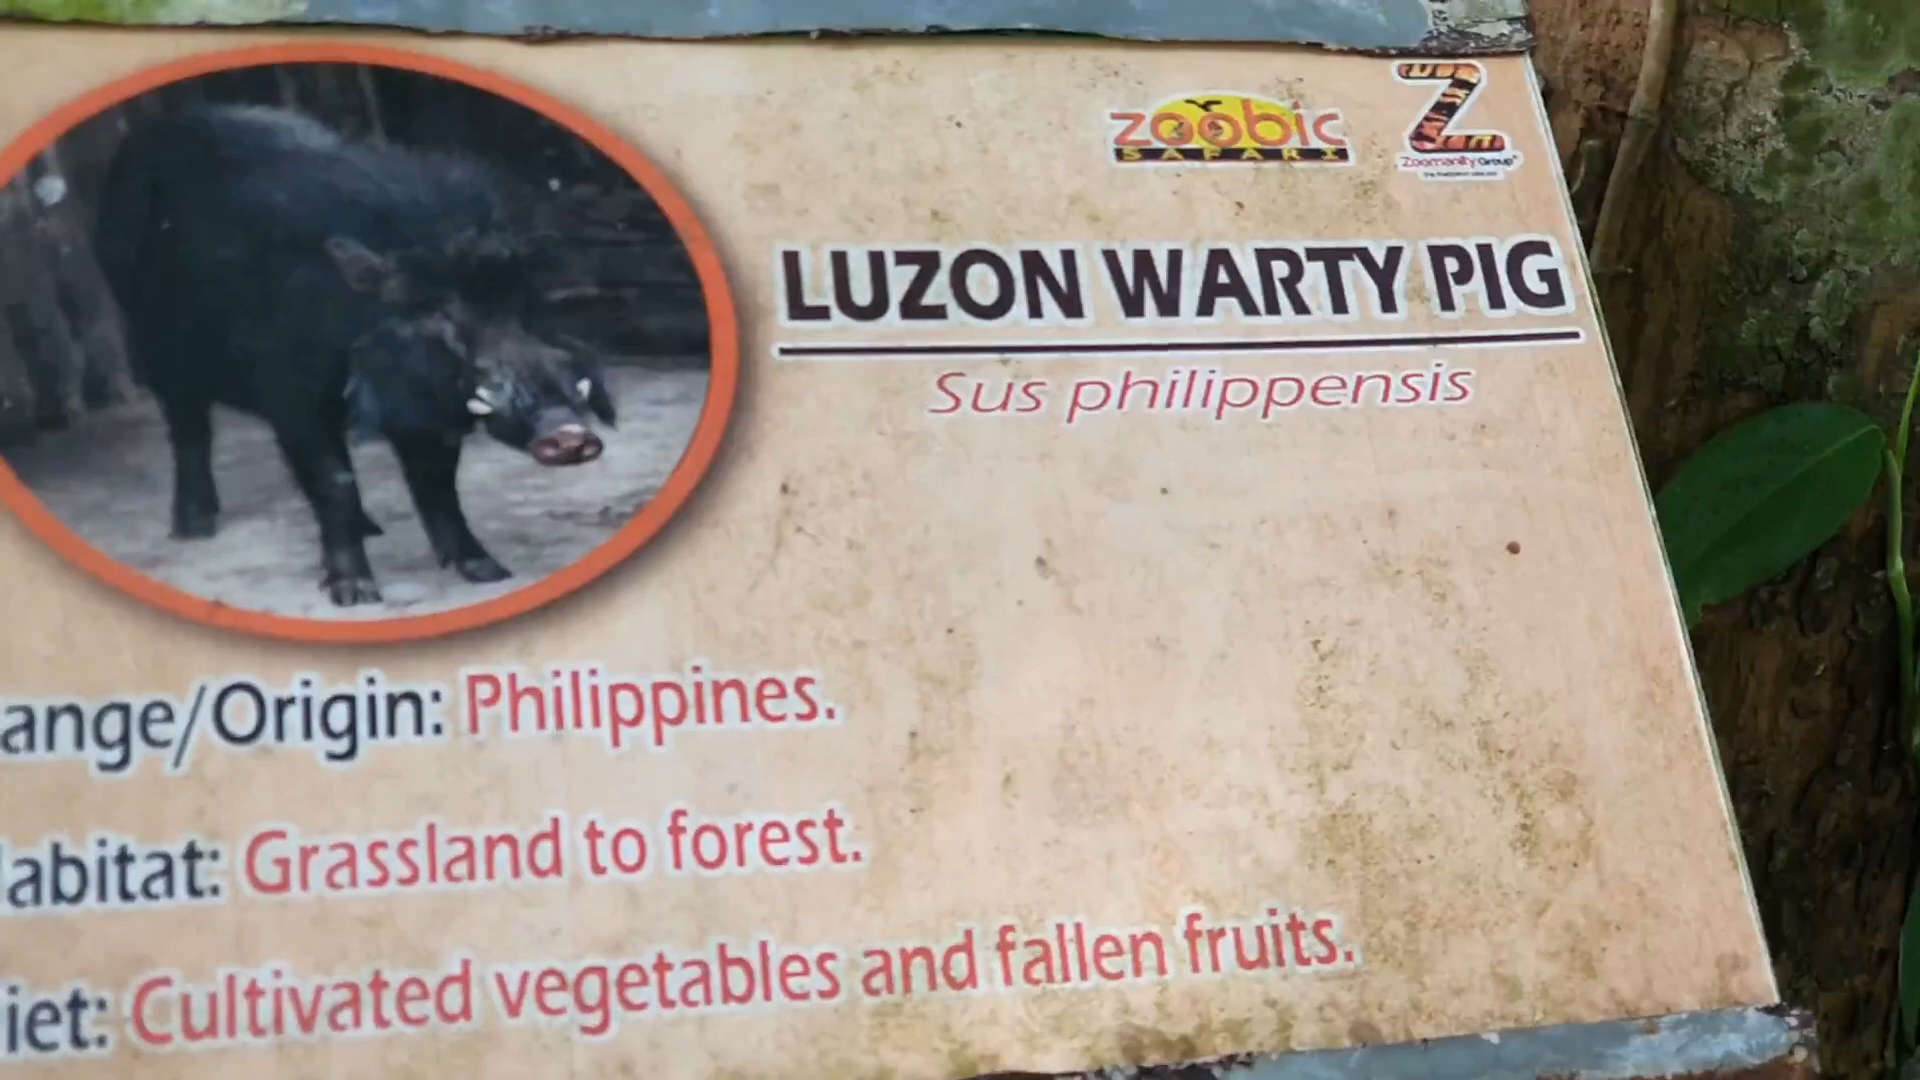 zoobic
SAFARI
Z
Zoomanity Group
LUZON WARTY PIG
Sus philippensis
ange/Origin: Philippines.
abitat: Grassland to forest.
iet: Cultivated vegetables and fallen fruits.